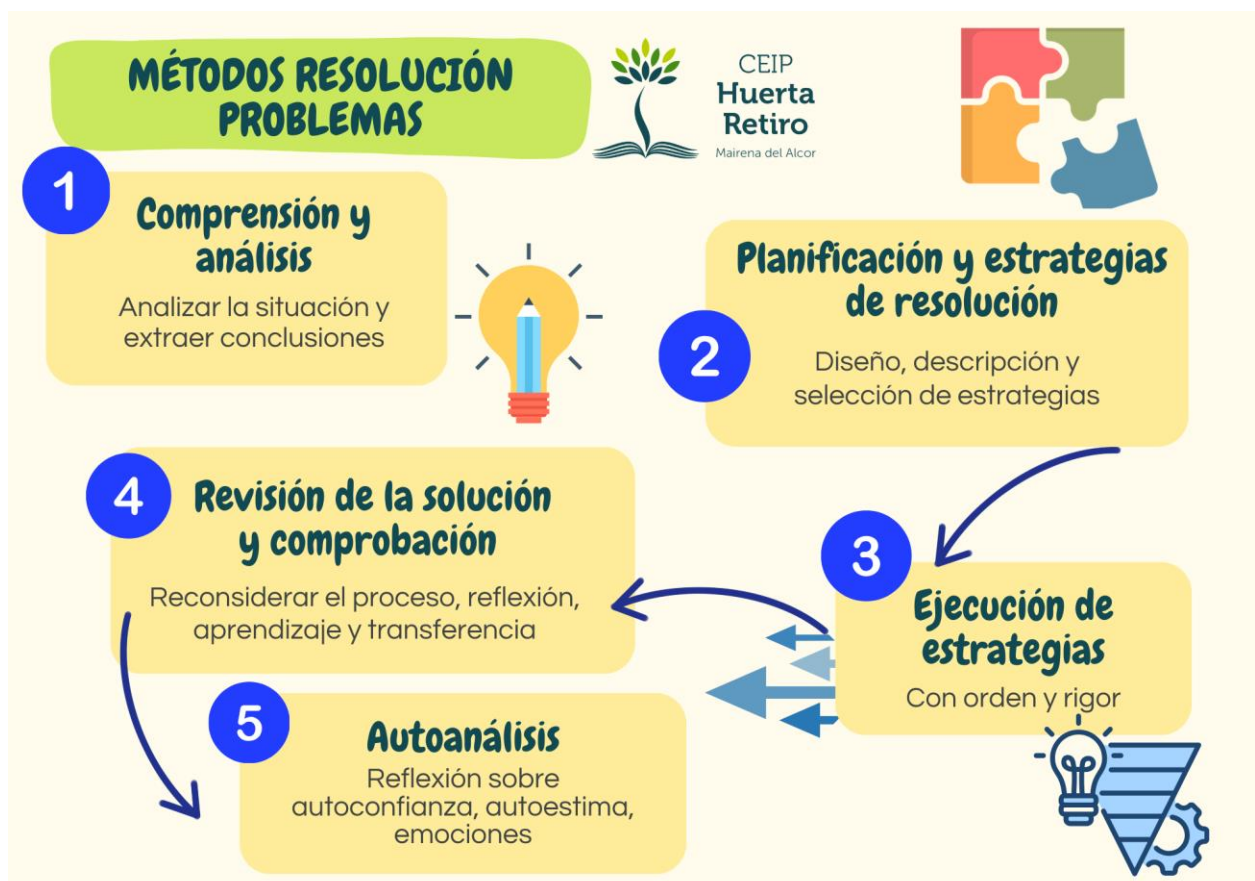 MÉTODOS RESOLUCIÓN
PROBLEMAS
CEIP
Huerta
Retiro
Mairena del Alcor
1
Comprensión y
análisis
Analizar la situación y
extraer conclusiones
2
Planificación y estrategias
de resolución
Diseño, descripción y
selección de estrategias
3
Ejecución de
estrategias
Con orden y rigor
4
Revisión de la solución
y comprobación
Reconsiderar el proceso, reflexión,
aprendizaje y transferencia
5
Autoanálisis
Reflexión sobre
autoconfianza, autoestima,
emociones